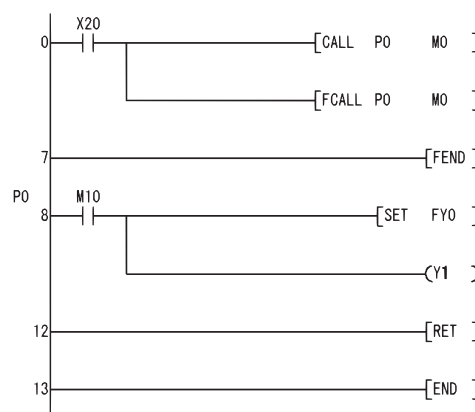 X20
0 CALL P0 M0
FCALL P0 M0
7 FEND
P0 M10
8 SET FY0
Y1
12 RET
13 END